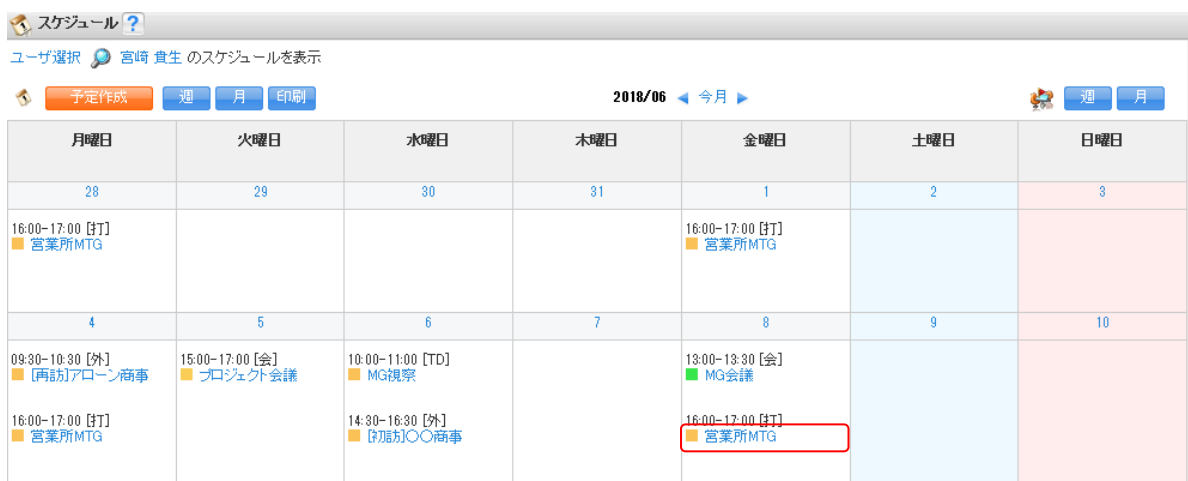 スケジュール ?
ユーザ選択 宮崎 貴生 のスケジュールを表示
予定作成 週 月 印刷 2018/06 今月 週 月
月曜日 火曜日 水曜日 木曜日 金曜日 土曜日 日曜日
28 29 30 31 1 2 3
16:00-17:00 [打] 16:00-17:00 [打]
営業所MTG 営業所MTG
4 5 6 7 8 9 10
09:30-10:30 [外] 15:00-17:00 [会] 10:00-11:00 [TD] 13:00-13:30 [会]
[再訪]アローン商事 プロジェクト会議 MG視察 MG会議
16:00-17:00 [打] 14:30-16:30 [外] 16:00-17:00 [打]
営業所MTG [初訪]〇〇商事 営業所MTG